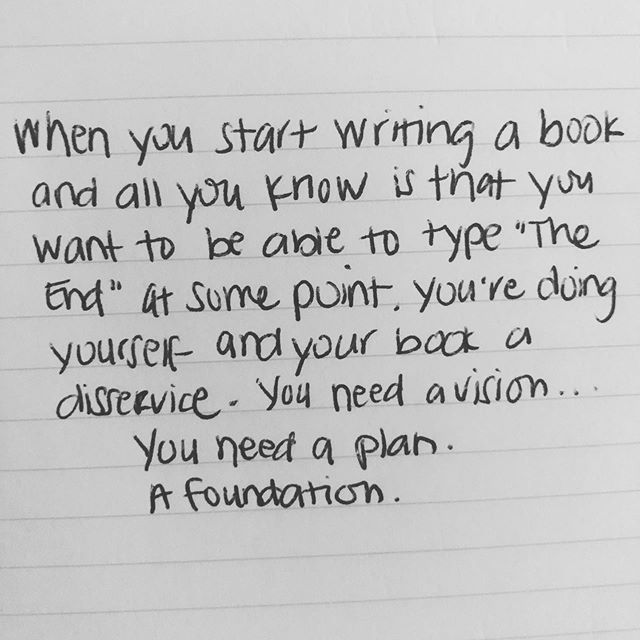 When you start writing a book
and all you know is that you
want to be able to type "The
End" at some point. you're doing
yourself and your book a
disservice. You need a vision...
You need a plan.
A foundation.